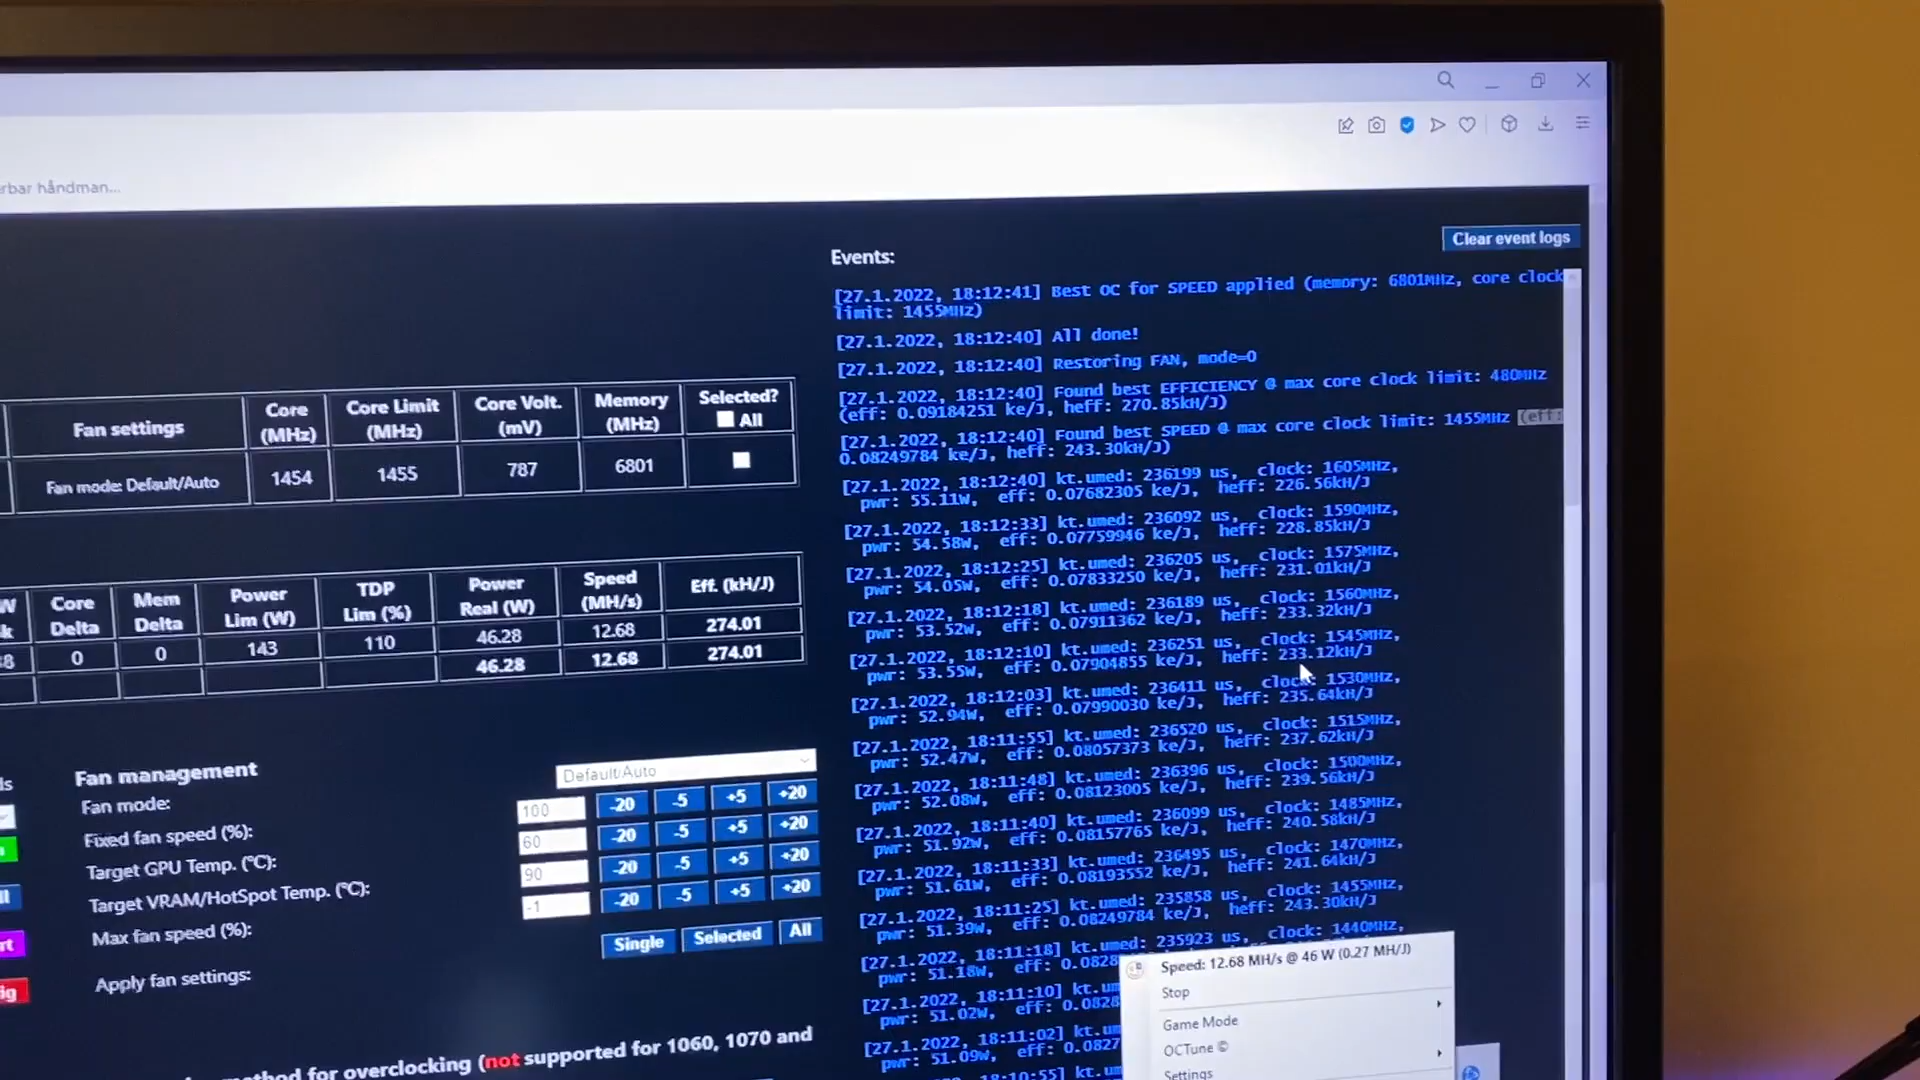 rbar håndman...
Clear event logs
Events:
[27.1.2022, 18:12:41] Best OC for SPEED applied (memory: 6801MHz, core clock
limit: 1455MHz)
[27.1.2022, 18:12:40] All done!
[27.1.2022, 18:12:40] Restoring FAN, mode=0
[27.1.2022, 18:12:40] Found best EFFICIENCY @ max core clock limit: 480MHz
(eff: 0.09184251 ke/J, heff: 270.85kH/J)
[27.1.2022, 18:12:40] Found best SPEED @ max core clock limit: 1455MHz (eff:
0.08249784 ke/J, heff: 243.30kH/J)
[27.1.2022, 18:12:40] kt.umed: 236199 us, clock: 1605MHz,
pwr: 55.11W, eff: 0.07682305 ke/J, heff: 226.56kH/J
[27.1.2022, 18:12:33] kt.umed: 236092 us, clock: 1590MHz,
pwr: 54.58W, eff: 0.07759946 ke/J, heff: 228.85kH/J
[27.1.2022, 18:12:25] kt.umed: 236205 us, clock: 1575MHz,
pwr: 54.05W, eff: 0.07833250 ke/J, heff: 231.01kH/J
[27.1.2022, 18:12:18] kt.umed: 236189 us, clock: 1560MHz,
pwr: 53.52W, eff: 0.07911362 ke/J, heff: 233.32kH/J
[27.1.2022, 18:12:10] kt.umed: 236251 us, clock: 1545MHz,
pwr: 53.55W, eff: 0.07904855 ke/J, heff: 233.12kH/J
[27.1.2022, 18:12:03] kt.umed: 236411 us, clock: 1530MHz,
pwr: 52.94W, eff: 0.07990030 ke/J, heff: 235.64kH/J
[27.1.2022, 18:11:55] kt.umed: 236520 us, clock: 1515MHz,
pwr: 52.47W, eff: 0.08057373 ke/J, heff: 237.62kH/J
[27.1.2022, 18:11:48] kt.umed: 236396 us, clock: 1500MHz,
pwr: 52.08W, eff: 0.08123005 ke/J, heff: 239.56kH/J
[27.1.2022, 18:11:40] kt.umed: 236099 us, clock: 1485MHz,
pwr: 51.92W, eff: 0.08157765 ke/J, heff: 240.58kH/J
[27.1.2022, 18:11:33] kt.umed: 236495 us, clock: 1470MHz,
pwr: 51.61W, eff: 0.08193552 ke/J, heff: 241.64kH/J
[27.1.2022, 18:11:25] kt.umed: 235858 us, clock: 1455MHz,
pwr: 51.39W, eff: 0.08249784 ke/J, heff: 243.30kH/J
[27.1.2022, 18:11:18] kt.umed: 235923 us, clock: 1440MHz,
pwr: 51.18W, eff: 0.0828
[27.1.2022, 18:11:10] kt.um
pwr: 51.02W, eff: 0.0828
[27.1.2022, 18:11:02] kt.um
pwr: 51.09W, eff: 0.0827
18:10:55] kt.um
Fan settings Core (MHz) Core Limit (MHz) Core Volt. (mV) Memory (MHz) Selected? All
Fan mode: Default/Auto 1454 1455 787 6801
W Core Delta Mem Delta Power Lim (W) TDP Lim (%) Power Real (W) Speed (MH/s) Eff. (kH/J)
0 0 143 110 46.28 12.68 274.01
46.28 12.68 274.01
Fan management
Fan mode: Default/Auto
Fixed fan speed (%): 100 -20 -5 +5 +20
Target GPU Temp. (°C): 60 -20 -5 +5 +20
Target VRAM/HotSpot Temp. (°C): 90 -20 -5 +5 +20
Max fan speed (%): -1 -20 -5 +5 +20
Apply fan settings: Single Selected All
method for overclocking (not supported for 1060, 1070 and
Speed: 12.68 MH/s @ 46 W (0.27 MH/J)
Stop
Game Mode
OCTune ©
Settings